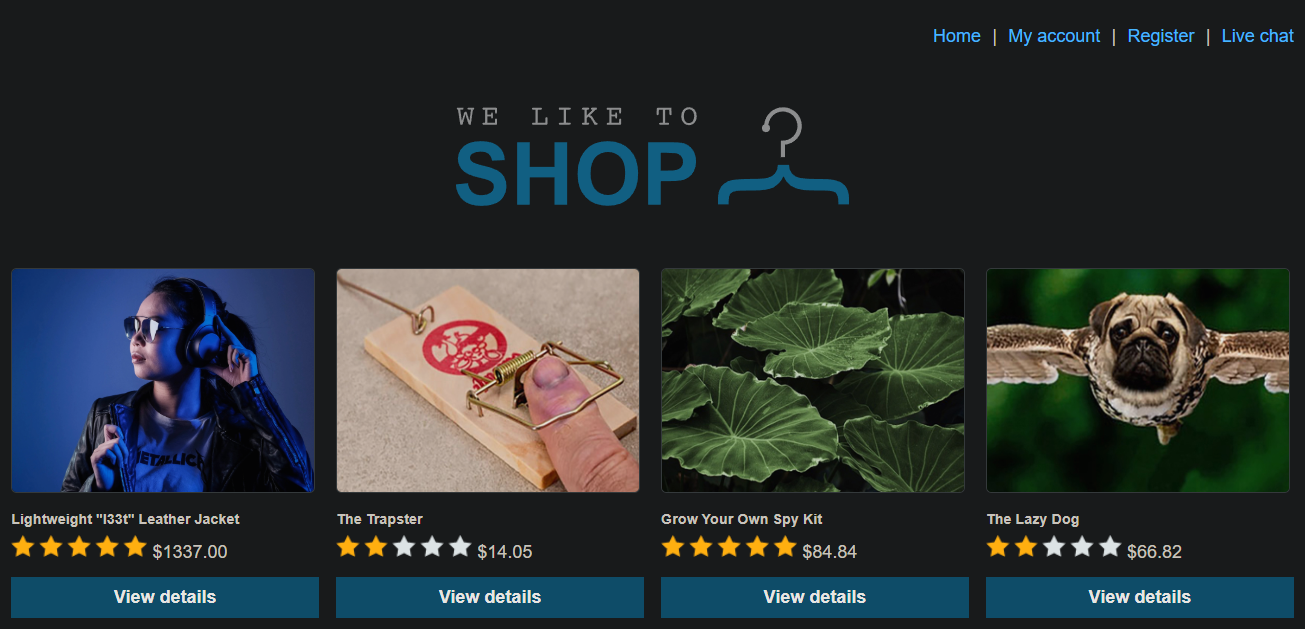 Home | My account | Register | Live chat
WE LIKE TO
SHOP
METALLICA
Lightweight "l33t" Leather Jacket
$1337.00
The Trapster
$14.05
Grow Your Own Spy Kit
$84.84
The Lazy Dog
$66.82
View details
View details
View details
View details